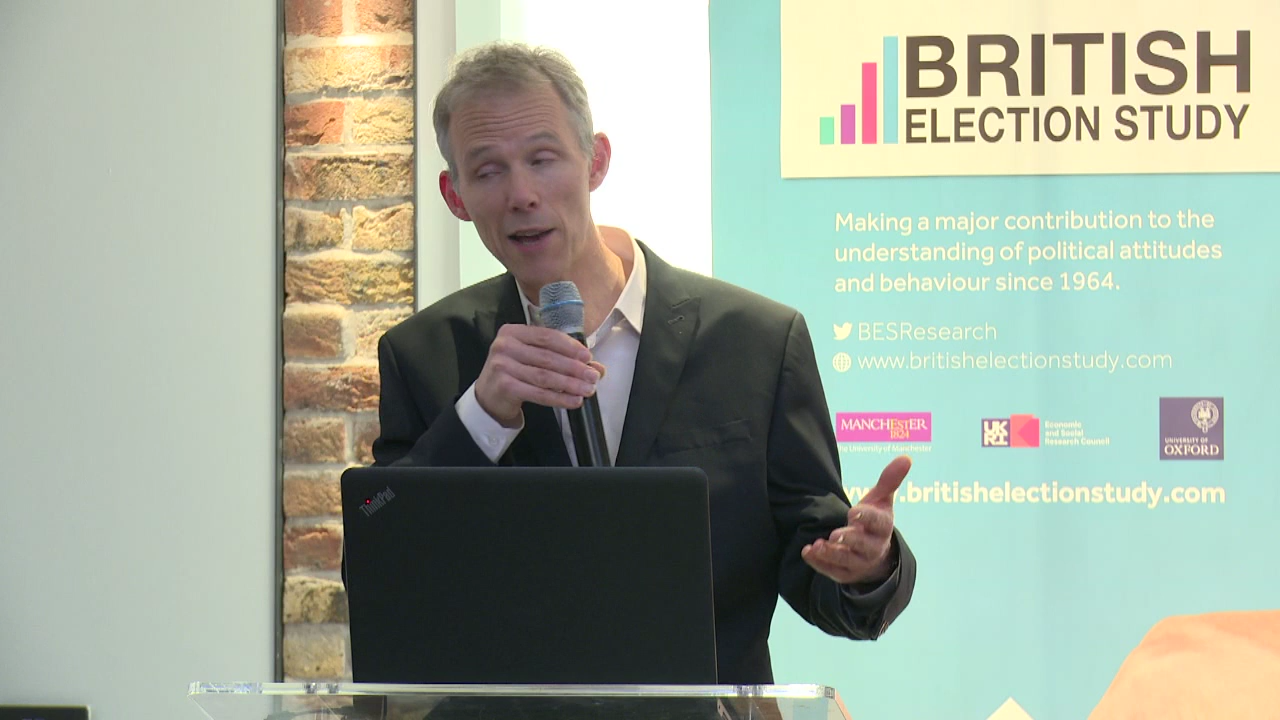 BRITISH
ELECTION STUDY
Making a major contribution to the
understanding of political attitudes
and behaviour since 1964.
BESResearch
www.britishelectionstudy.com
MANCHESTER
1824
The University of Manchester
UK
RI
Economic
and Social
Research Council
UNIVERSITY OF
OXFORD
www.britishelectionstudy.com
ThinkPad